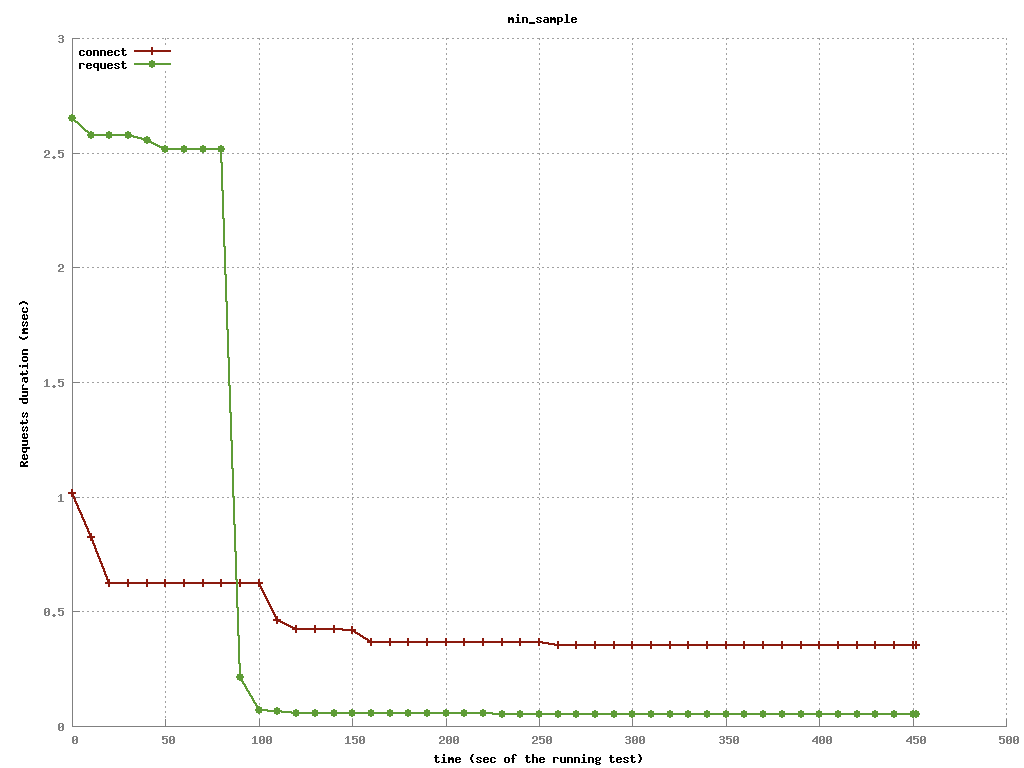 min_sample
connect
request
3
2.5
2
1.5
1
0.5
0
Requests duration (msec)
0 50 100 150 200 250 300 350 400 450 500
time (sec of the running test)